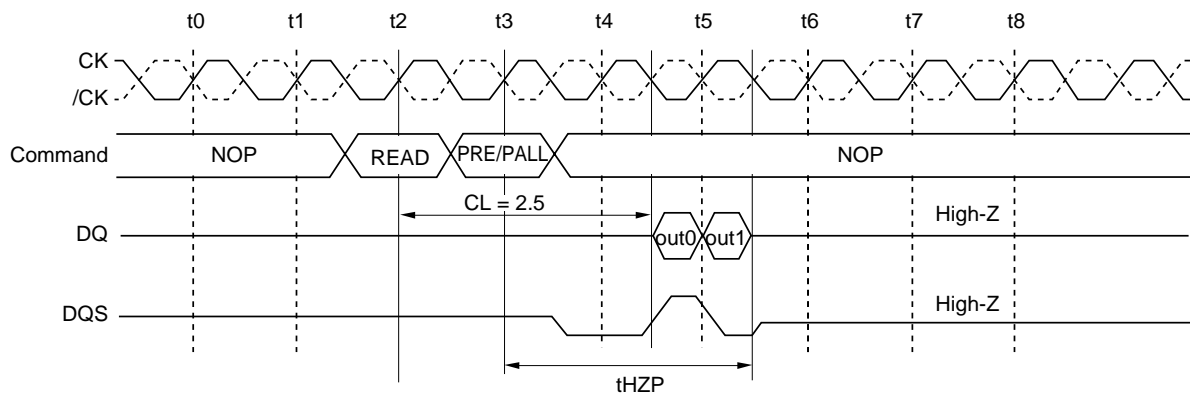 t0 t1 t2 t3 t4 t5 t6 t7 t8
CK
/CK
Command NOP READ PRE/PALL NOP
CL = 2.5
DQ out0 out1 High-Z
DQS High-Z
tHZP